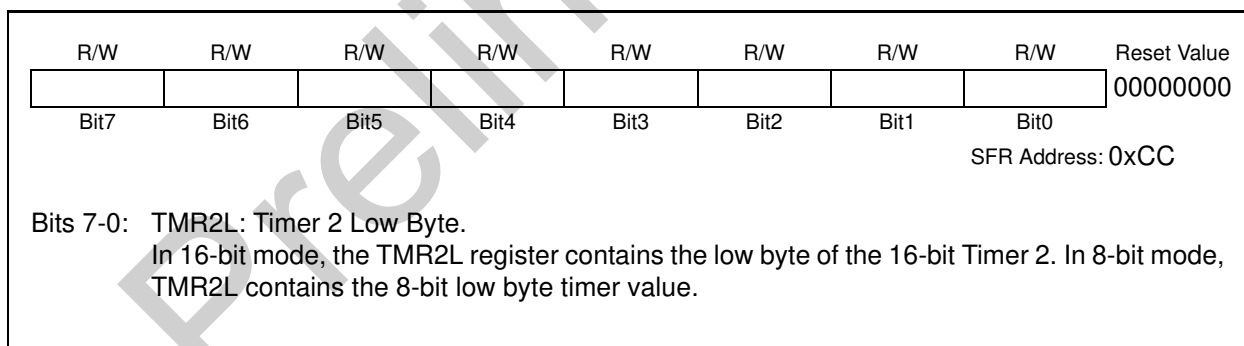 R/W R/W R/W R/W R/W R/W R/W R/W Reset Value
00000000
Bit7 Bit6 Bit5 Bit4 Bit3 Bit2 Bit1 Bit0
SFR Address: 0xCC
Bits 7-0: TMR2L: Timer 2 Low Byte.
In 16-bit mode, the TMR2L register contains the low byte of the 16-bit Timer 2. In 8-bit mode,
TMR2L contains the 8-bit low byte timer value.
Prelin